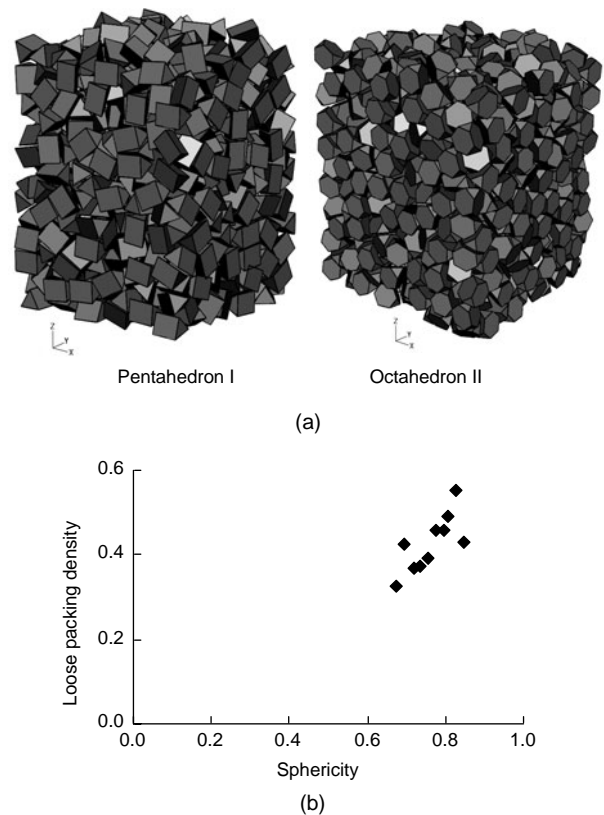 Z
Y
X
Z
Y
X
Pentahedron I
Octahedron II
(a)
0.6
0.4
0.2
0.0
Loose packing density
0.0 0.2 0.4 0.6 0.8 1.0
Sphericity
(b)